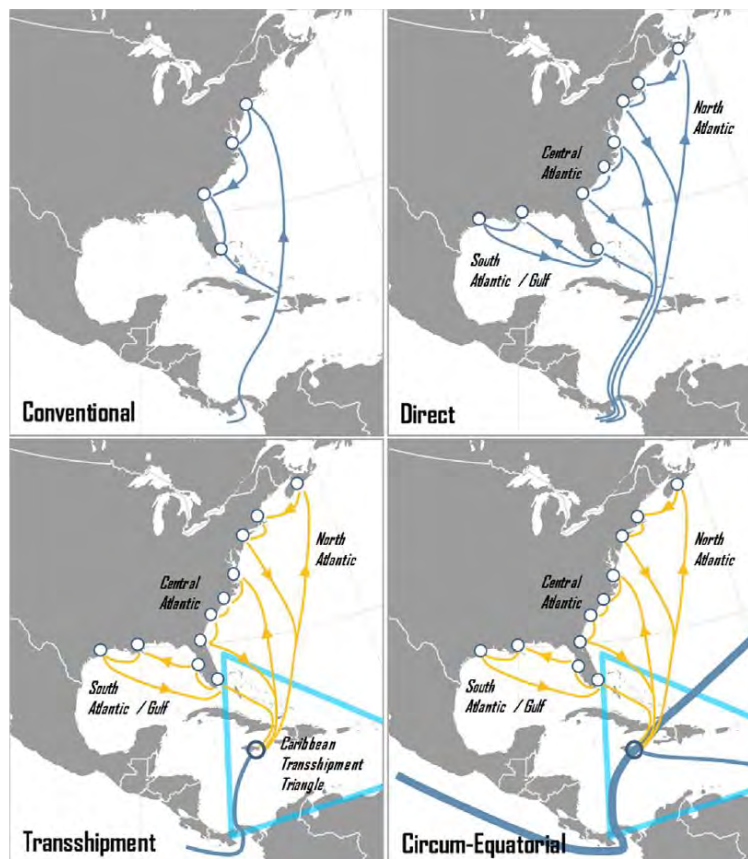 Conventional
North
Atlantic
Central
Atlantic
South
Atlantic / Gulf
Direct
North
Atlantic
Central
Atlantic
South
Atlantic / Gulf
Caribbean
Transshipment
Triangle
Transshipment
North
Atlantic
Central
Atlantic
South
Atlantic / Gulf
Circum-Equatorial